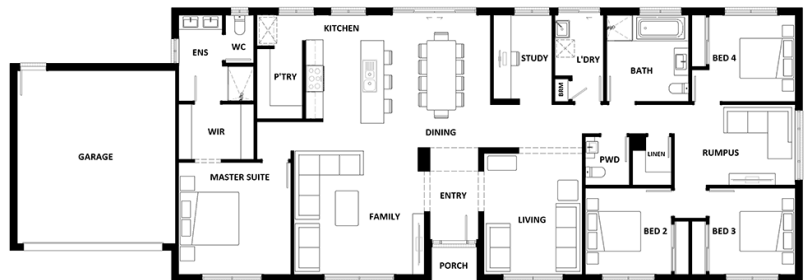 KITCHEN
ENS
WC
P'TRY
STUDY
L'DRY
BRM
BATH
BED 4
WIR
DINING
GARAGE
PWD
LINEN
RUMPUS
MASTER SUITE
ENTRY
FAMILY
LIVING
BED 2
BED 3
PORCH